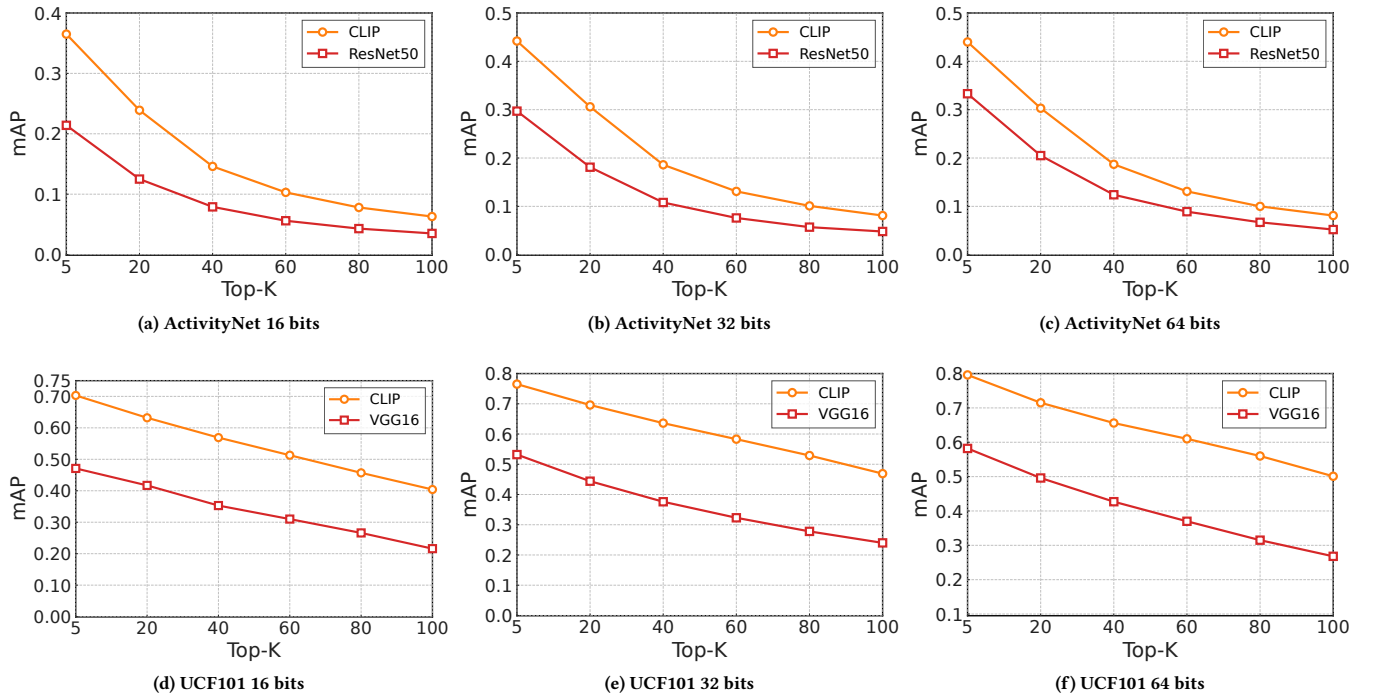 0.4
0.3
0.2
0.1
0.0
mAP
CLIP
ResNet50
5 20 40 60 80 100
Top-K
(a) ActivityNet 16 bits
0.5
0.4
0.3
0.2
0.1
0.0
mAP
CLIP
ResNet50
5 20 40 60 80 100
Top-K
(b) ActivityNet 32 bits
0.5
0.4
0.3
0.2
0.1
0.0
mAP
CLIP
ResNet50
5 20 40 60 80 100
Top-K
(c) ActivityNet 64 bits
0.75
0.70
0.60
0.50
0.40
0.30
0.20
0.10
0.00
mAP
CLIP
VGG16
5 20 40 60 80 100
Top-K
(d) UCF101 16 bits
0.8
0.7
0.6
0.5
0.4
0.3
0.2
0.1
0.0
mAP
CLIP
VGG16
5 20 40 60 80 100
Top-K
(e) UCF101 32 bits
0.8
0.7
0.6
0.5
0.4
0.3
0.2
0.1
mAP
CLIP
VGG16
5 20 40 60 80 100
Top-K
(f) UCF101 64 bits